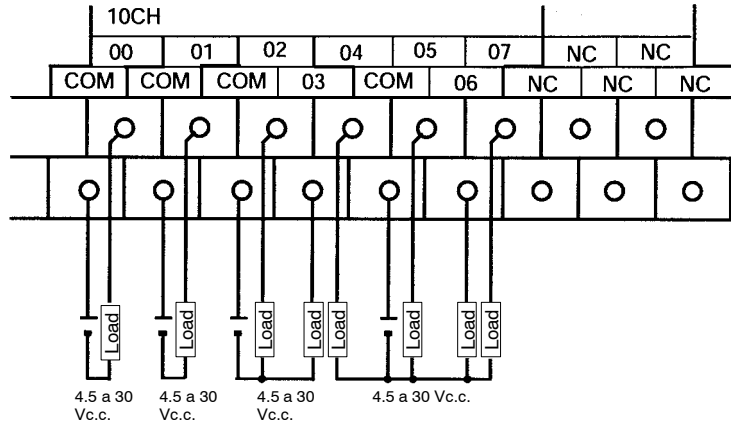 10CH
00 01 02 04 05 07 NC NC
COM COM COM 03 COM 06 NC NC NC
Load Load Load Load Load Load Load Load
4.5 a 30 4.5 a 30 4.5 a 30 4.5 a 30 Vc.c.
Vc.c. Vc.c. Vc.c.